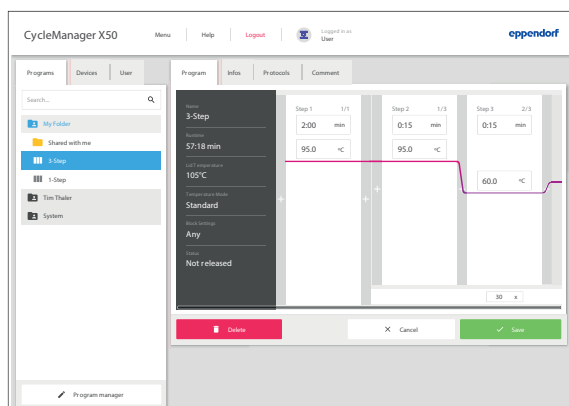 CycleManager X50
Menu
Help
Logout
Logged in as
User
eppendorf
Programs
Devices
User
Program
Infos
Protocols
Comment
Search...
My Folder
Shared with me
3-Step
1-Step
Tim Thaler
System
Name
3-Step
Runtime
57:18 min
Lid Temperature
105°C
Temperature Mode
Standard
Block Settings
Any
Status
Not released
Step 1 1/1
2:00 min
95.0 °C
Step 2 1/3
0:15 min
95.0 °C
Step 3 2/3
0:15 min
60.0 °C
30 x
Delete
Cancel
Save
Program manager